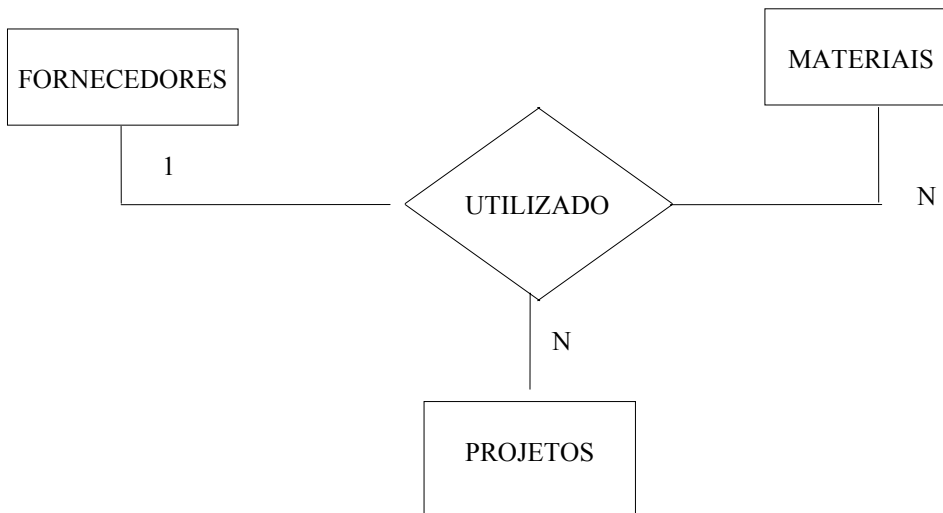 FORNECEDORES
MATERIAIS
1
UTILIZADO
N
N
PROJETOS